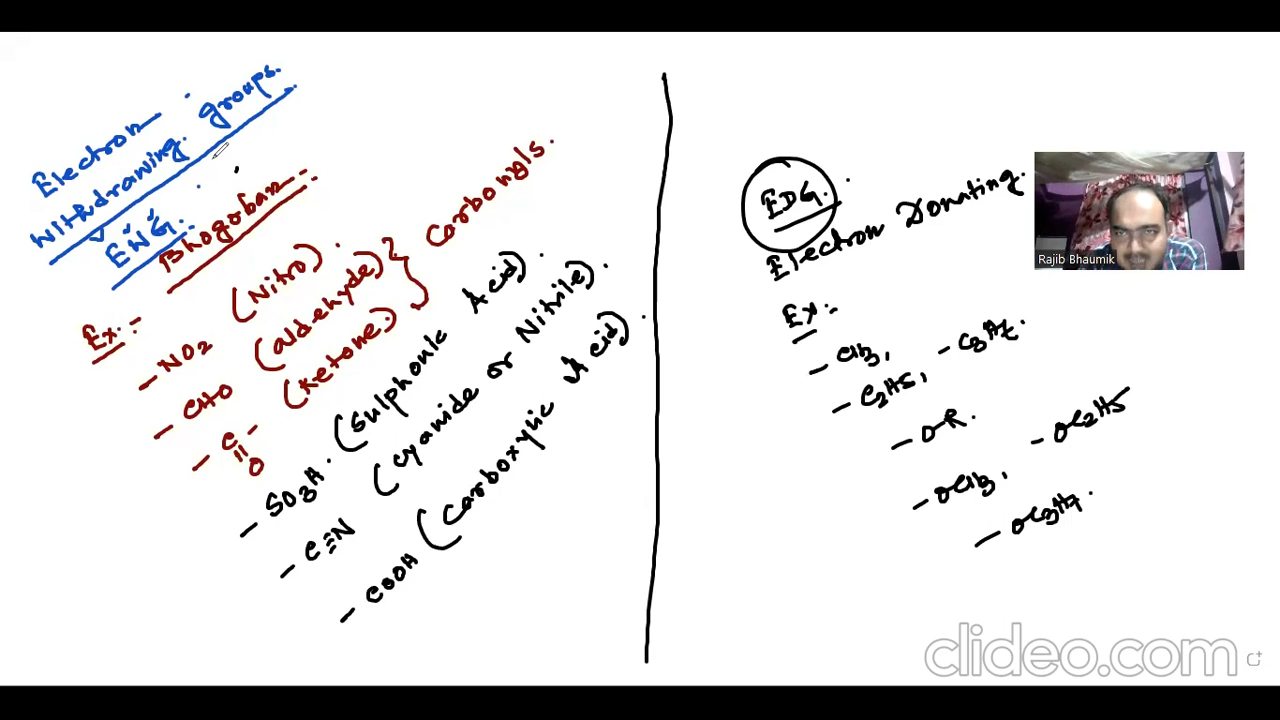 Electron
Withdrawing groups.
EWG.
Bhogoban
Ex:-
- NO2 (Nitro)
- CHO (aldehyde)
- C - (Ketone)
O
} Carbonyls.
- SO3H. (Sulphonic Acid).
- C≡N (Cyanide or Nitrile).
- COOH (Carboxylic Acid).
EDG.
Electron Donating.
Ex:-
- CH3, - C3H7.
- C2H5,
- OR. - OC2H5
- OCH3,
- OC3H7.
Rajib Bhaumik
clideo.com